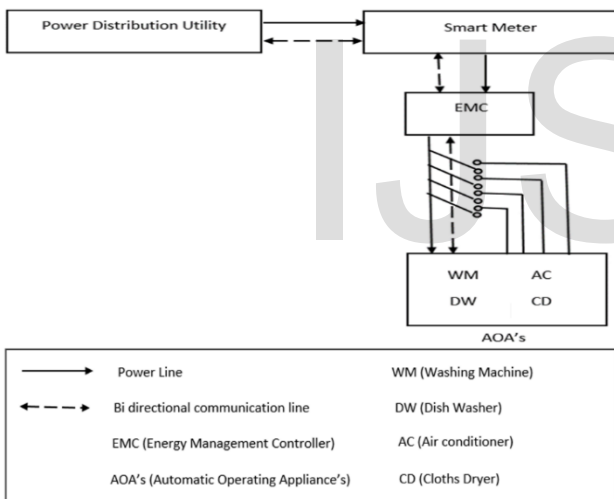 Power Distribution Utility
Smart Meter
EMC
WM AC
DW CD
AOA's
Power Line
WM (Washing Machine)
Bi directional communication line
DW (Dish Washer)
EMC (Energy Management Controller)
AC (Air conditioner)
AOA's (Automatic Operating Appliance's)
CD (Cloths Dryer)
IJS